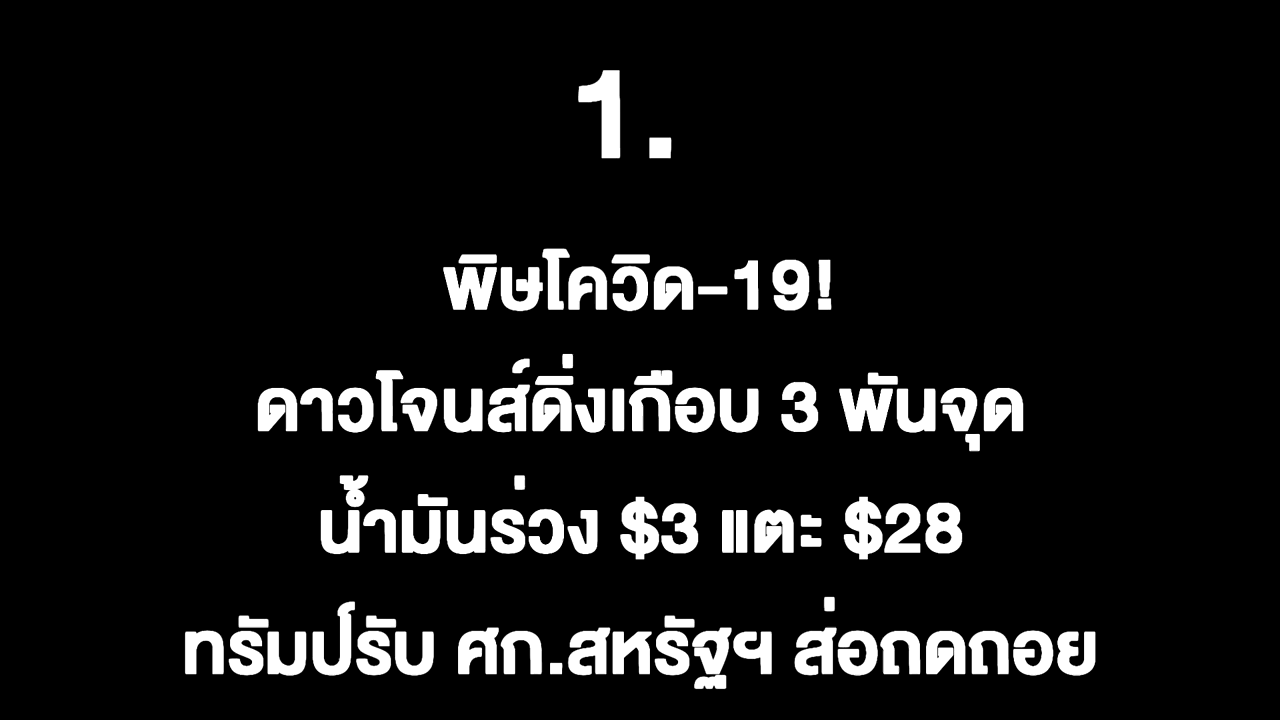 1.
พิษโควิด-19!
ดาวโจนส์ดิ่งเกือบ 3 พันจุด
น้ำมันร่วง $3 แตะ $28
ทรัมป์รับ ศก.สหรัฐฯ ส่อถดถอย